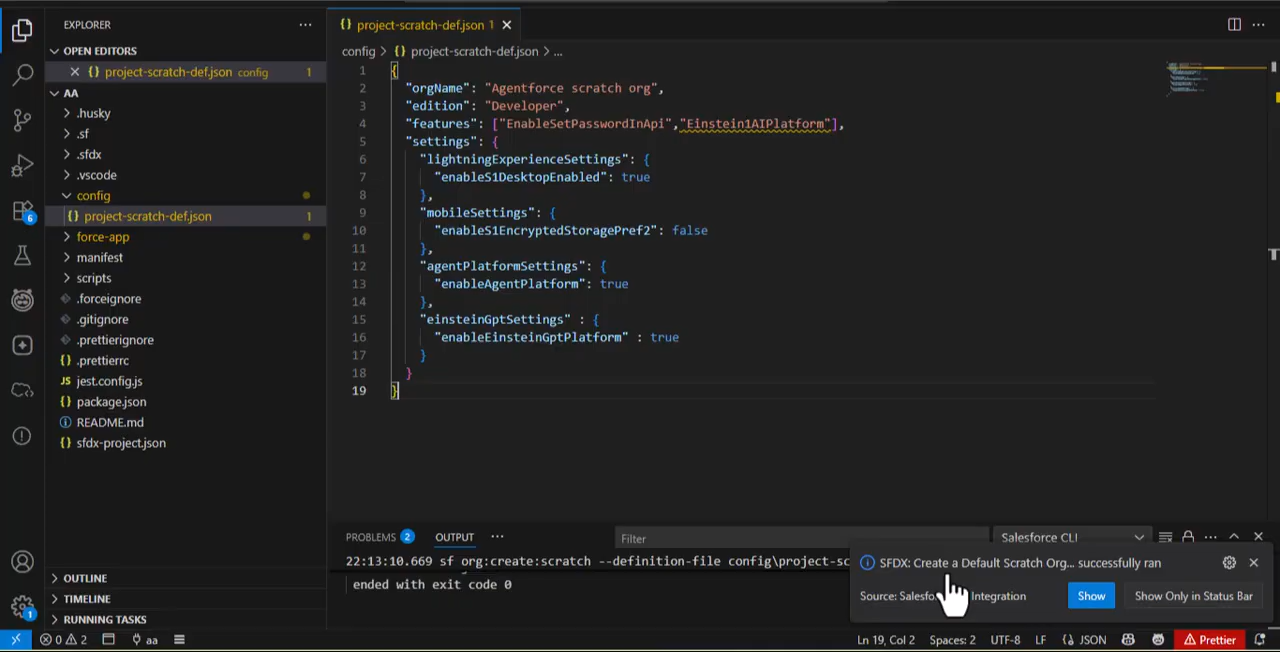 EXPLORER
OPEN EDITORS
project-scratch-def.json config 1
AA
.husky
.sf
.sfdx
.vscode
config
project-scratch-def.json 1
force-app
manifest
scripts
.forceignore
.gitignore
.prettierignore
.prettierrc
JS jest.config.js
package.json
README.md
sfdx-project.json
OUTLINE
TIMELINE
RUNNING TASKS
6
1
{} project-scratch-def.json 1
config > {} project-scratch-def.json > ...
1 {
2 "orgName": "Agentforce scratch org",
3 "edition": "Developer",
4 "features": ["EnableSetPasswordInApi","Einstein1AIPlatform"],
5 "settings": {
6 "lightningExperienceSettings": {
7 "enableS1DesktopEnabled": true
8 },
9 "mobileSettings": {
10 "enableS1EncryptedStoragePref2": false
11 },
12 "agentPlatformSettings": {
13 "enableAgentPlatform": true
14 },
15 "einsteinGptSettings" : {
16 "enableEinsteinGptPlatform" : true
17 }
18 }
19 }
PROBLEMS 2 OUTPUT ... Filter Salesforce CLI
22:13:10.669 sf org:create:scratch --definition-file config\project-sc
ended with exit code 0
SFDX: Create a Default Scratch Org... successfully ran
Source: Salesfo Integration Show Show Only in Status Bar
0 2 aa Ln 19, Col 2 Spaces: 2 UTF-8 LF {} JSON Prettier